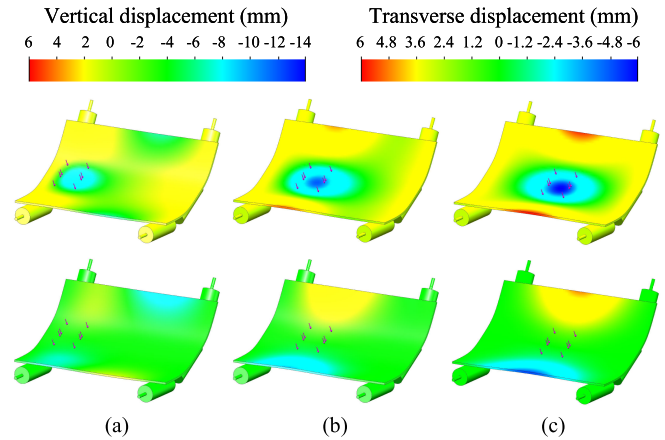 Vertical displacement (mm)
Transverse displacement (mm)
6 4 2 0 -2 -4 -6 -8 -10 -12 -14
6 4.8 3.6 2.4 1.2 0 -1.2 -2.4 -3.6 -4.8 -6
(a) (b) (c)